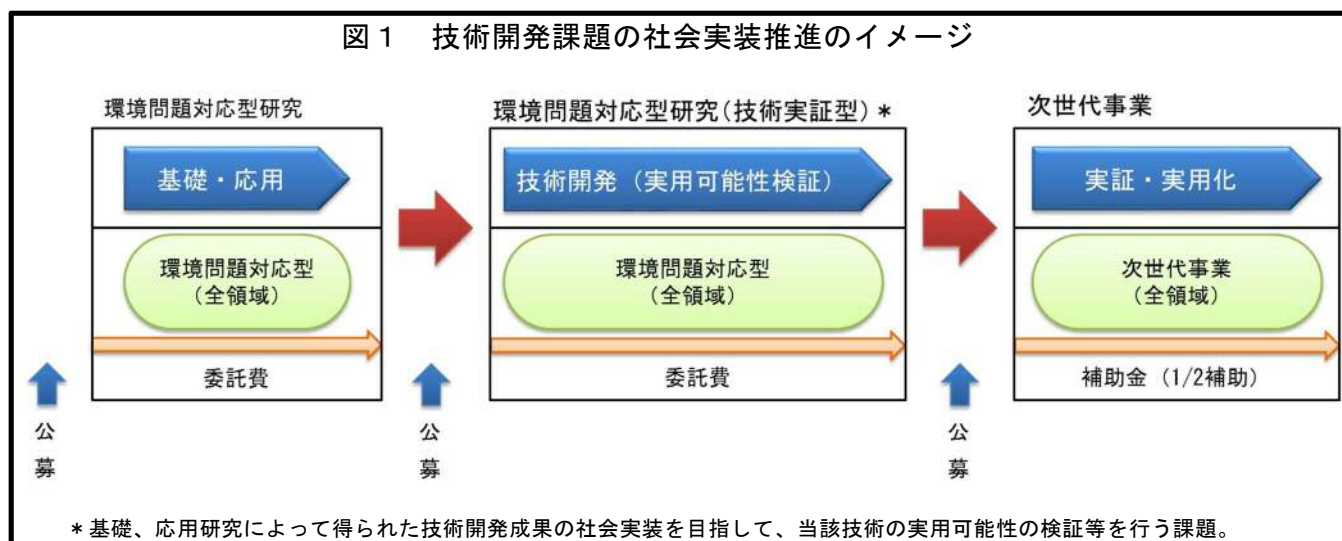 図1 技術開発課題の社会実装推進のイメージ
環境問題対応型研究
基礎・応用
環境問題対応型
(全領域)
委託費
環境問題対応型研究(技術実証型)*
技術開発(実用可能性検証)
環境問題対応型
(全領域)
委託費
次世代事業
実証・実用化
次世代事業
(全領域)
補助金(1/2補助)
公募
公募
公募
*基礎、応用研究によって得られた技術開発成果の社会実装を目指して、当該技術の実用可能性の検証等を行う課題。